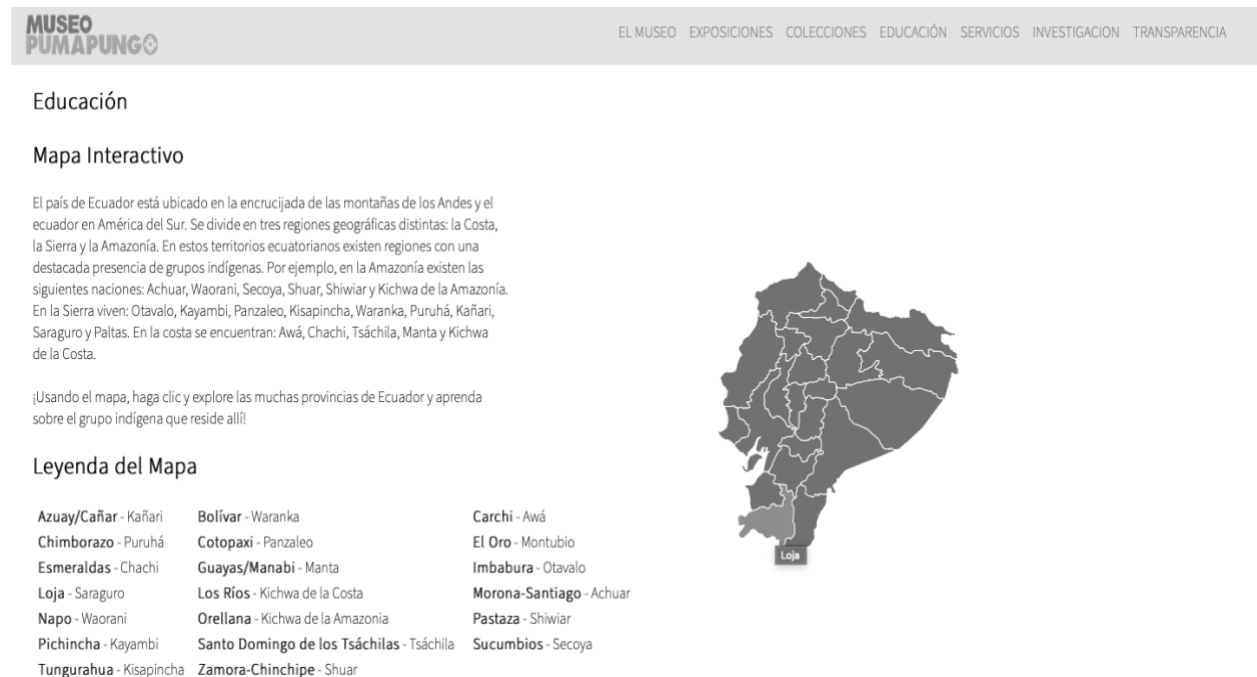 MUSEO
PUMAPUNGO
EL MUSEO EXPOSICIONES COLECCIONES EDUCACIÓN SERVICIOS INVESTIGACION TRANSPARENCIA
Educación
Mapa Interactivo
El país de Ecuador está ubicado en la encrucijada de las montañas de los Andes y el
ecuador en América del Sur. Se divide en tres regiones geográficas distintas: la Costa,
la Sierra y la Amazonía. En estos territorios ecuatorianos existen regiones con una
destacada presencia de grupos indígenas. Por ejemplo, en la Amazonía existen las
siguientes naciones: Achuar, Waorani, Secoya, Shuar, Shiwiar y Kichwa de la Amazonía.
En la Sierra viven: Otavalo, Kayambi, Panzaleo, Kisapincha, Waranka, Puruhá, Kañari,
Saraguro y Paltas. En la costa se encuentran: Awá, Chachi, Tsáchila, Manta y Kichwa
de la Costa.
¡Usando el mapa, haga clic y explore las muchas provincias de Ecuador y aprenda
sobre el grupo indígena que reside allí!
Leyenda del Mapa
Azuay/Cañar - Kañari Bolívar - Waranka Carchi - Awá
Chimborazo - Puruhá Cotopaxi - Panzaleo El Oro - Montubio
Esmeraldas - Chachi Guayas/Manabi - Manta Imbabura - Otavalo
Loja - Saraguro Los Ríos - Kichwa de la Costa Morona-Santiago - Achuar
Napo - Waorani Orellana - Kichwa de la Amazonia Pastaza - Shiwiar
Pichincha - Kayambi Santo Domingo de los Tsáchilas - Tsáchila Sucumbios - Secoya
Tungurahua - Kisapincha Zamora-Chinchipe - Shuar
Loja